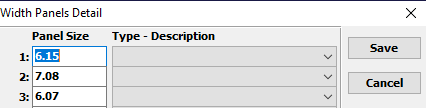 Width Panels Detail
Panel Size Type - Description
1: 6.15 Save
2: 7.08
Cancel
3: 6.07